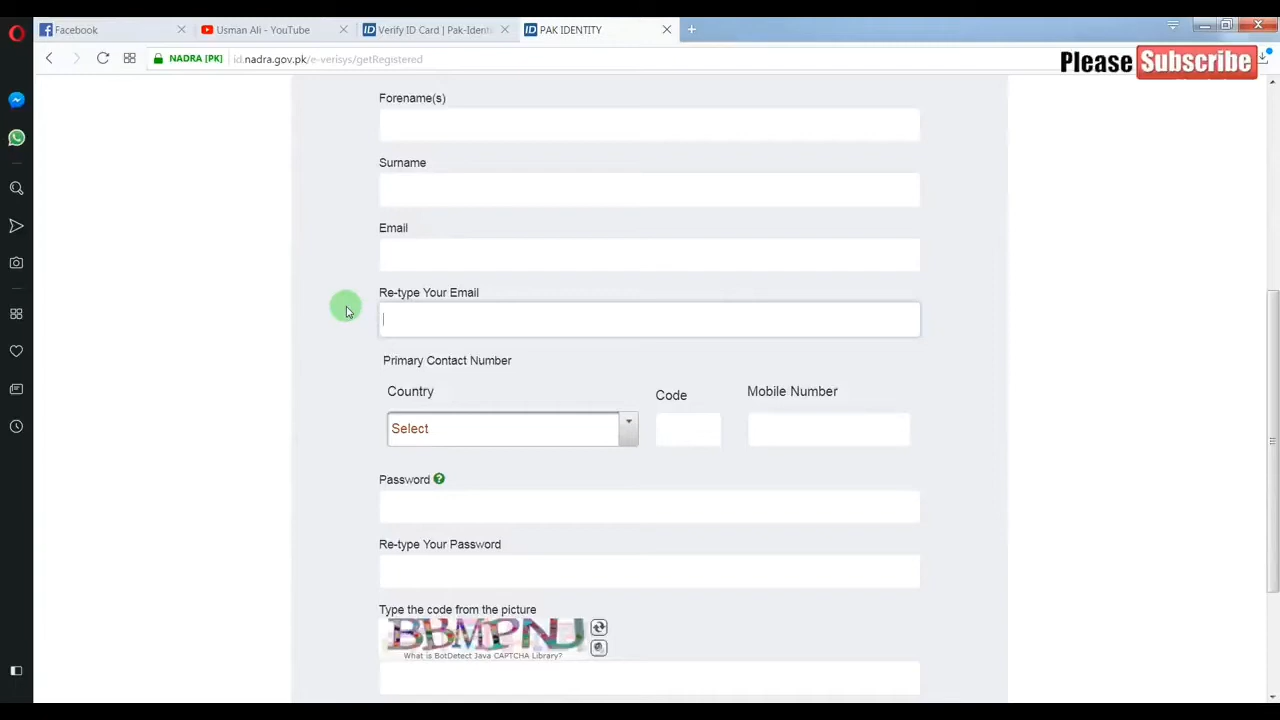 Facebook
Usman Ali - YouTube
Verify ID Card | Pak-Identi
PAK IDENTITY
NADRA [PK]
id.nadra.gov.pk/e-verisys/getRegistered
Please Subscribe
Forename(s)
Surname
Email
Re-type Your Email
Primary Contact Number
Country
Code
Mobile Number
Select
Password
Re-type Your Password
Type the code from the picture
BBMPNJ
What is BotDetect Java CAPTCHA Library?